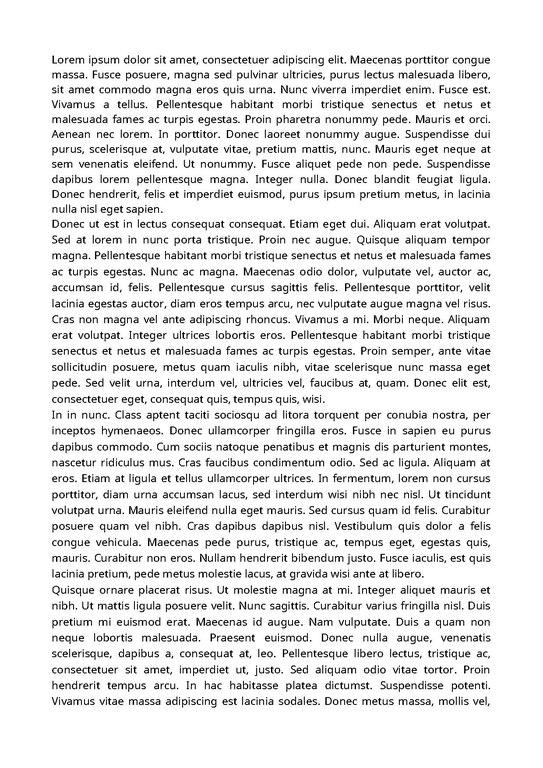 Lorem ipsum dolor sit amet, consectetuer adipiscing elit. Maecenas porttitor congue
massa. Fusce posuere, magna sed pulvinar ultricies, purus lectus malesuada libero,
sit amet commodo magna eros quis urna. Nunc viverra imperdiet enim. Fusce est.
Vivamus a tellus. Pellentesque habitant morbi tristique senectus et netus et
malesuada fames ac turpis egestas. Proin pharetra nonummy pede. Mauris et orci.
Aenean nec lorem. In porttitor. Donec laoreet nonummy augue. Suspendisse dui
purus, scelerisque at, vulputate vitae, pretium mattis, nunc. Mauris eget neque at
sem venenatis eleifend. Ut nonummy. Fusce aliquet pede non pede. Suspendisse
dapibus lorem pellentesque magna. Integer nulla. Donec blandit feugiat ligula.
Donec hendrerit, felis et imperdiet euismod, purus ipsum pretium metus, in lacinia
nulla nisl eget sapien.
Donec ut est in lectus consequat consequat. Etiam eget dui. Aliquam erat volutpat.
Sed at lorem in nunc porta tristique. Proin nec augue. Quisque aliquam tempor
magna. Pellentesque habitant morbi tristique senectus et netus et malesuada fames
ac turpis egestas. Nunc ac magna. Maecenas odio dolor, vulputate vel, auctor ac,
accumsan id, felis. Pellentesque cursus sagittis felis. Pellentesque porttitor, velit
lacinia egestas auctor, diam eros tempus arcu, nec vulputate augue magna vel risus.
Cras non magna vel ante adipiscing rhoncus. Vivamus a mi. Morbi neque. Aliquam
erat volutpat. Integer ultrices lobortis eros. Pellentesque habitant morbi tristique
senectus et netus et malesuada fames ac turpis egestas. Proin semper, ante vitae
sollicitudin posuere, metus quam iaculis nibh, vitae scelerisque nunc massa eget
pede. Sed velit urna, interdum vel, ultricies vel, faucibus at, quam. Donec elit est,
consectetuer eget, consequat quis, tempus quis, wisi.
In in nunc. Class aptent taciti sociosqu ad litora torquent per conubia nostra, per
inceptos hymenaeos. Donec ullamcorper fringilla eros. Fusce in sapien eu purus
dapibus commodo. Cum sociis natoque penatibus et magnis dis parturient montes,
nascetur ridiculus mus. Cras faucibus condimentum odio. Sed ac ligula. Aliquam at
eros. Etiam at ligula et tellus ullamcorper ultrices. In fermentum, lorem non cursus
porttitor, diam urna accumsan lacus, sed interdum wisi nibh nec nisl. Ut tincidunt
volutpat urna. Mauris eleifend nulla eget mauris. Sed cursus quam id felis. Curabitur
posuere quam vel nibh. Cras dapibus dapibus nisl. Vestibulum quis dolor a felis
congue vehicula. Maecenas pede purus, tristique ac, tempus eget, egestas quis,
mauris. Curabitur non eros. Nullam hendrerit bibendum justo. Fusce iaculis, est quis
lacinia pretium, pede metus molestie lacus, at gravida wisi ante at libero.
Quisque ornare placerat risus. Ut molestie magna at mi. Integer aliquet mauris et
nibh. Ut mattis ligula posuere velit. Nunc sagittis. Curabitur varius fringilla nisl. Duis
pretium mi euismod erat. Maecenas id augue. Nam vulputate. Duis a quam non
neque lobortis malesuada. Praesent euismod. Donec nulla augue, venenatis
scelerisque, dapibus a, consequat at, leo. Pellentesque libero lectus, tristique ac,
consectetuer sit amet, imperdiet ut, justo. Sed aliquam odio vitae tortor. Proin
hendrerit tempus arcu. In hac habitasse platea dictumst. Suspendisse potenti.
Vivamus vitae massa adipiscing est lacinia sodales. Donec metus massa, mollis vel,